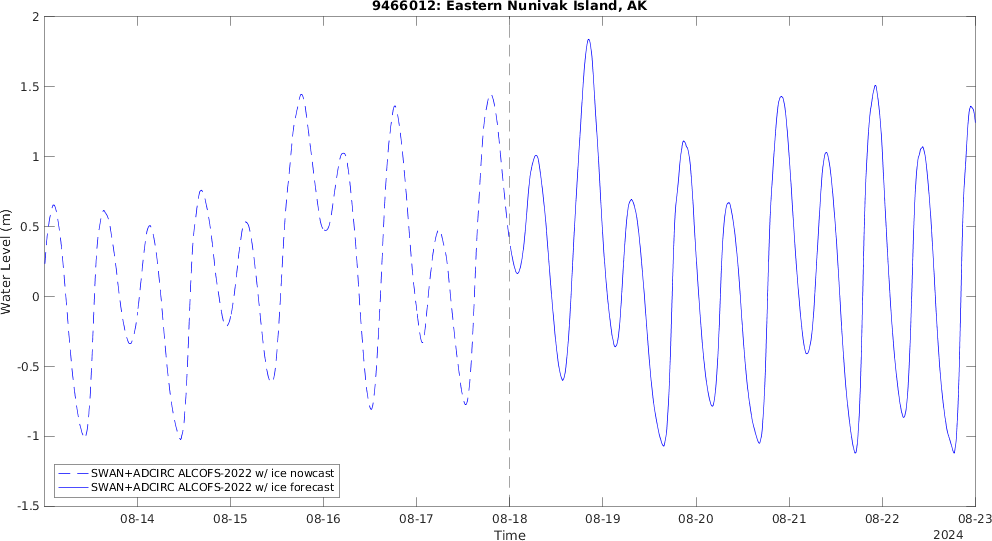 9466012: Eastern Nunivak Island, AK
2
1.5
1
0.5
0
-0.5
-1
-1.5
Water Level (m)
SWAN+ADCIRC ALCOFS-2022 w/ ice nowcast
SWAN+ADCIRC ALCOFS-2022 w/ ice forecast
08-14 08-15 08-16 08-17 08-18 08-19 08-20 08-21 08-22 08-23
Time
2024